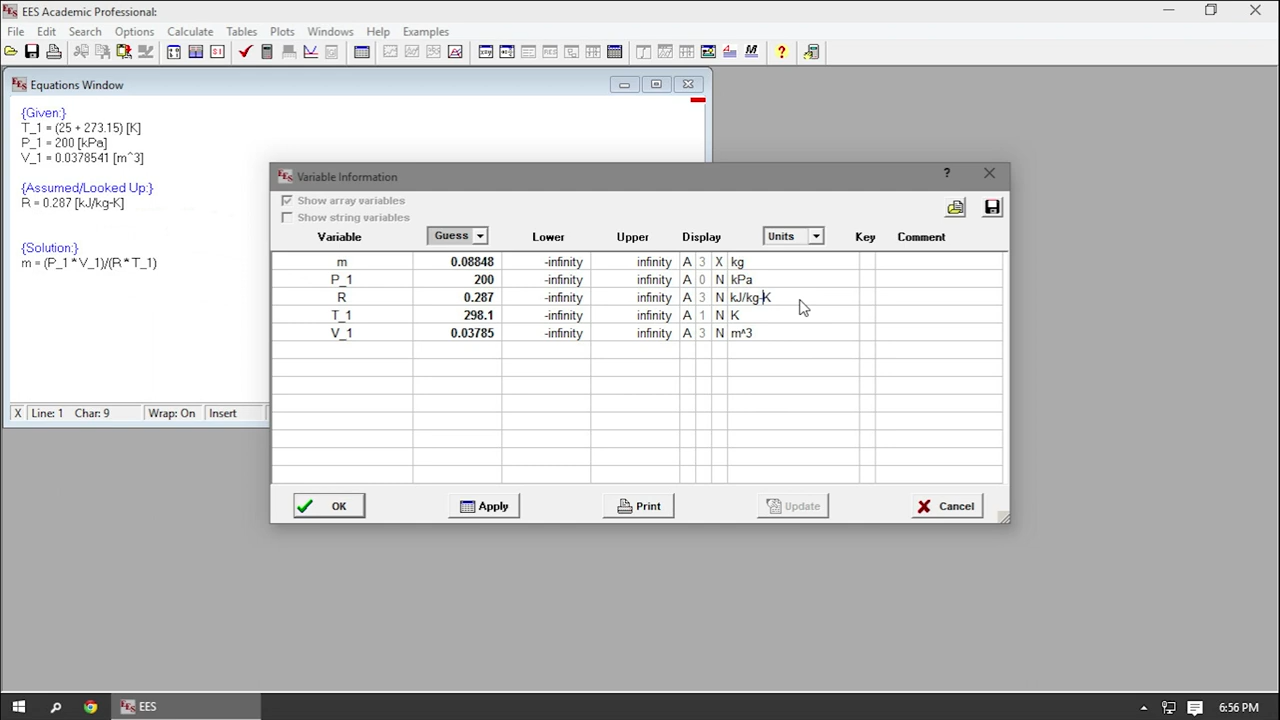 EES Academic Professional:
File Edit Search Options Calculate Tables Plots Windows Help Examples
Equations Window
{Given:}
T_1 = (25 + 273.15) [K]
P_1 = 200 [kPa]
V_1 = 0.0378541 [m^3]
{Assumed/Looked Up:}
R = 0.287 [kJ/kg-K]
{Solution:}
m = (P_1 * V_1)/(R * T_1)
X Line: 1 Char: 9 Wrap: On Insert
Variable Information ?
Show array variables
Show string variables
Variable Guess Lower Upper Display Units Key Comment
m 0.08848 -infinity infinity A 3 X kg
P_1 200 -infinity infinity A 0 N kPa
R 0.287 -infinity infinity A 3 N kJ/kg-K
T_1 298.1 -infinity infinity A 1 N K
V_1 0.03785 -infinity infinity A 3 N m^3
OK Apply Print Update Cancel
EES 6:56 PM